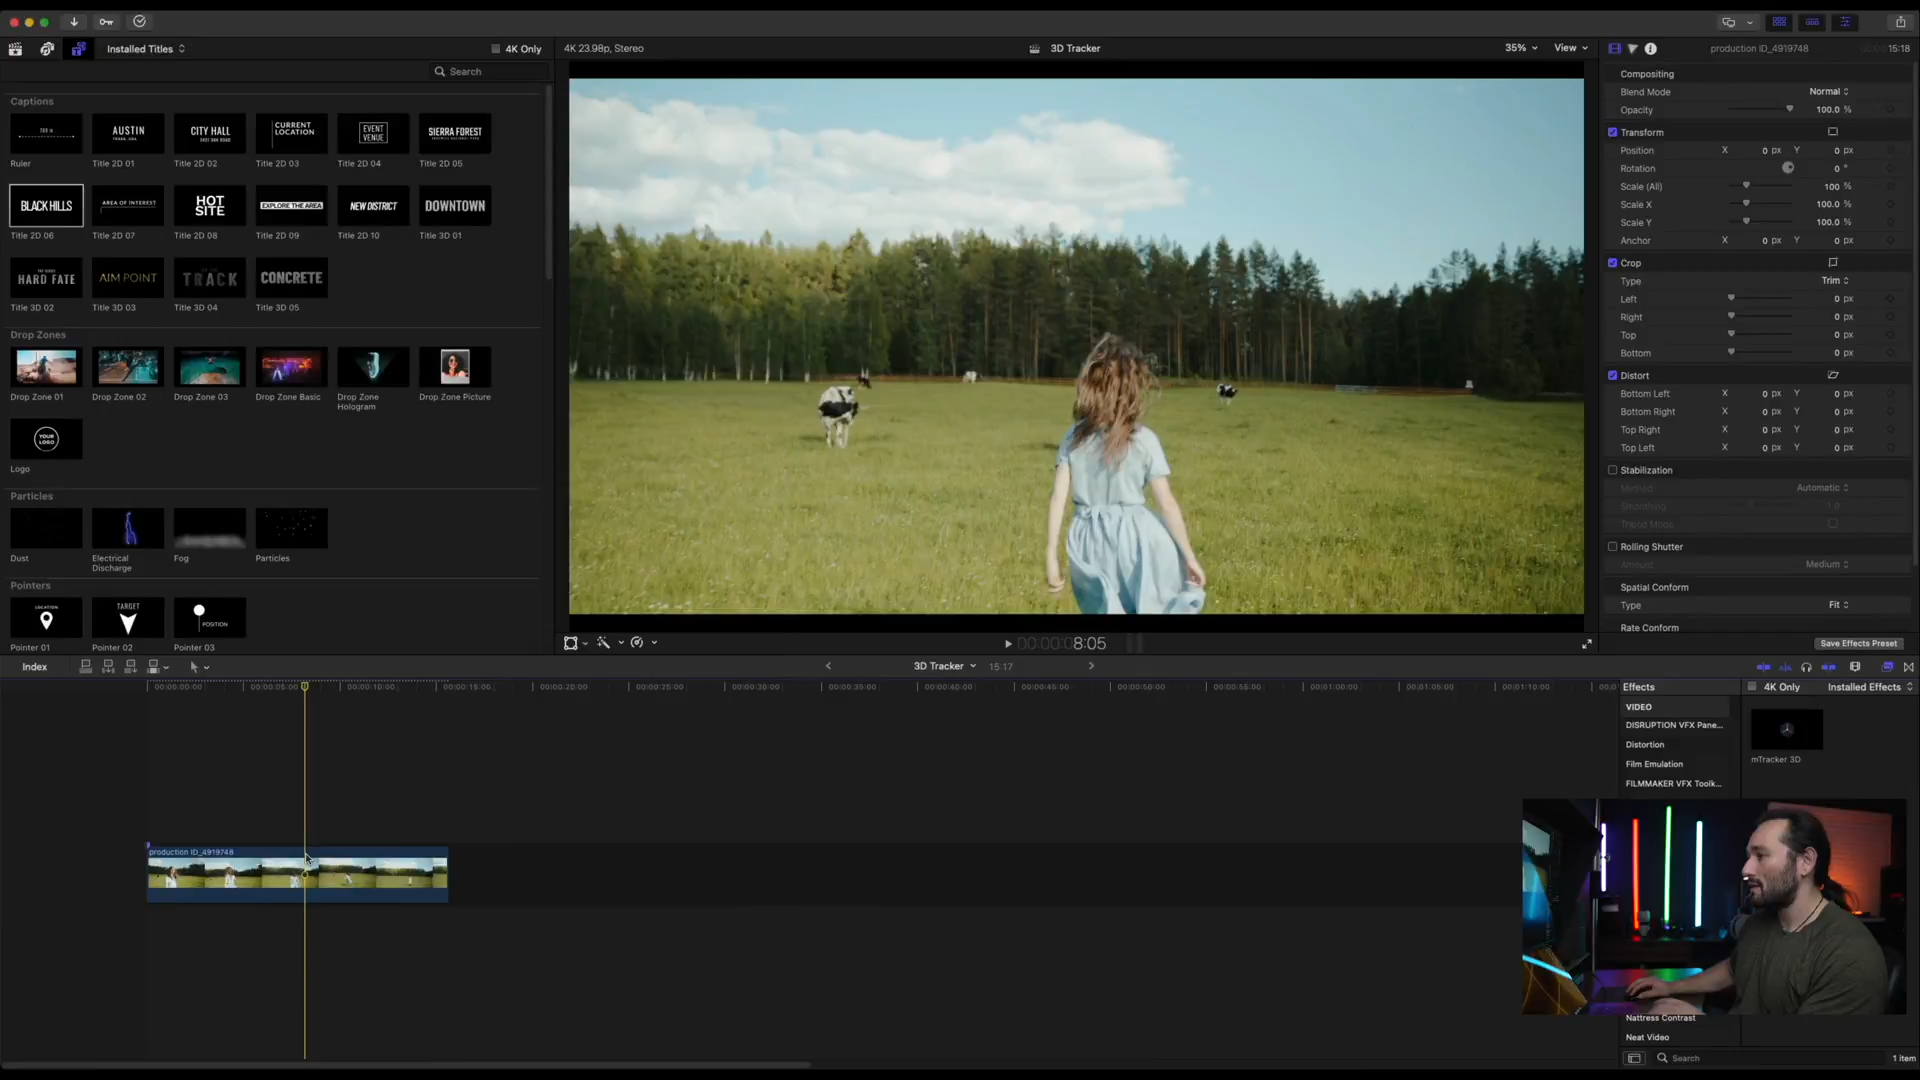 Installed Titles
4K Only
4K 23.98p, Stereo
3D Tracker
35%
View
production ID_4919748
15:18
Search
Captions
AUSTIN
CITY HALL
CURRENT
LOCATION
EVENT
VENUE
SIERRA FOREST
Ruler
Title 2D 01
Title 2D 02
Title 2D 03
Title 2D 04
Title 2D 05
BLACK HILLS
AREA OF INTEREST
HOT
SITE
EXPLORE THE AREA
NEW DISTRICT
DOWNTOWN
Title 2D 06
Title 2D 07
Title 2D 08
Title 2D 09
Title 2D 10
Title 3D 01
HARD FATE
AIM POINT
TRACK
CONCRETE
Title 3D 02
Title 3D 03
Title 3D 04
Title 3D 05
Drop Zones
Drop Zone 01
Drop Zone 02
Drop Zone 03
Drop Zone Basic
Drop Zone
Hologram
Drop Zone Picture
YOUR
LOGO
Logo
Particles
Dust
Electrical
Discharge
Fog
Particles
Pointers
LOCATION
TARGET
POSITION
Pointer 01
Pointer 02
Pointer 03
Compositing
Blend Mode
Normal
Opacity
100.0 %
Transform
Position X 0 px Y 0 px
Rotation 0 °
Scale (All) 100 %
Scale X 100.0 %
Scale Y 100.0 %
Anchor X 0 px Y 0 px
Crop
Type Trim
Left 0 px
Right 0 px
Top 0 px
Bottom 0 px
Distort
Bottom Left X 0 px Y 0 px
Bottom Right X 0 px Y 0 px
Top Right X 0 px Y 0 px
Top Left X 0 px Y 0 px
Stabilization
Method Automatic
Smoothing 1.0
Tripod Mode
Rolling Shutter
Amount Medium
Spatial Conform
Type Fit
Rate Conform
Save Effects Preset
00:00:08:05
Index
3D Tracker
15:17
00:00:00:00
00:00:05:00
00:00:10:00
00:00:15:00
00:00:20:00
00:00:25:00
00:00:30:00
00:00:35:00
00:00:40:00
00:00:45:00
00:00:50:00
00:00:55:00
00:01:00:00
00:01:05:00
00:01:10:00
production ID_4919748
Effects
4K Only
Installed Effects
VIDEO
DISRUPTION VFX Pane...
Distortion
Film Emulation
FILMMAKER VFX Toolk...
mTracker 3D
Nattress Contrast
Neat Video
Search
1 item